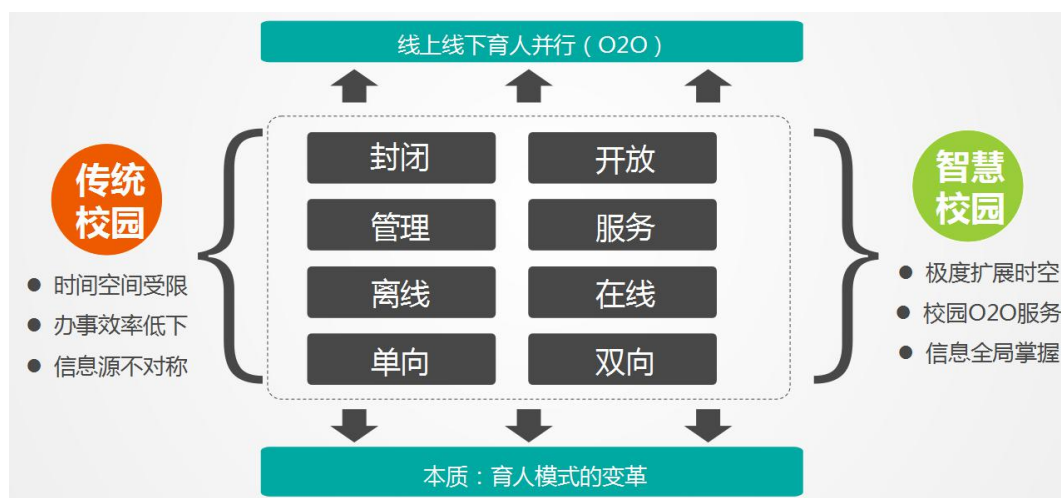 线上线下育人并行（O2O）
传统
校园
● 时间空间受限
● 办事效率低下
● 信息源不对称
封闭
开放
管理
服务
离线
在线
单向
双向
智慧
校园
● 极度扩展时空
● 校园O2O服务
● 信息全局掌握
本质：育人模式的变革